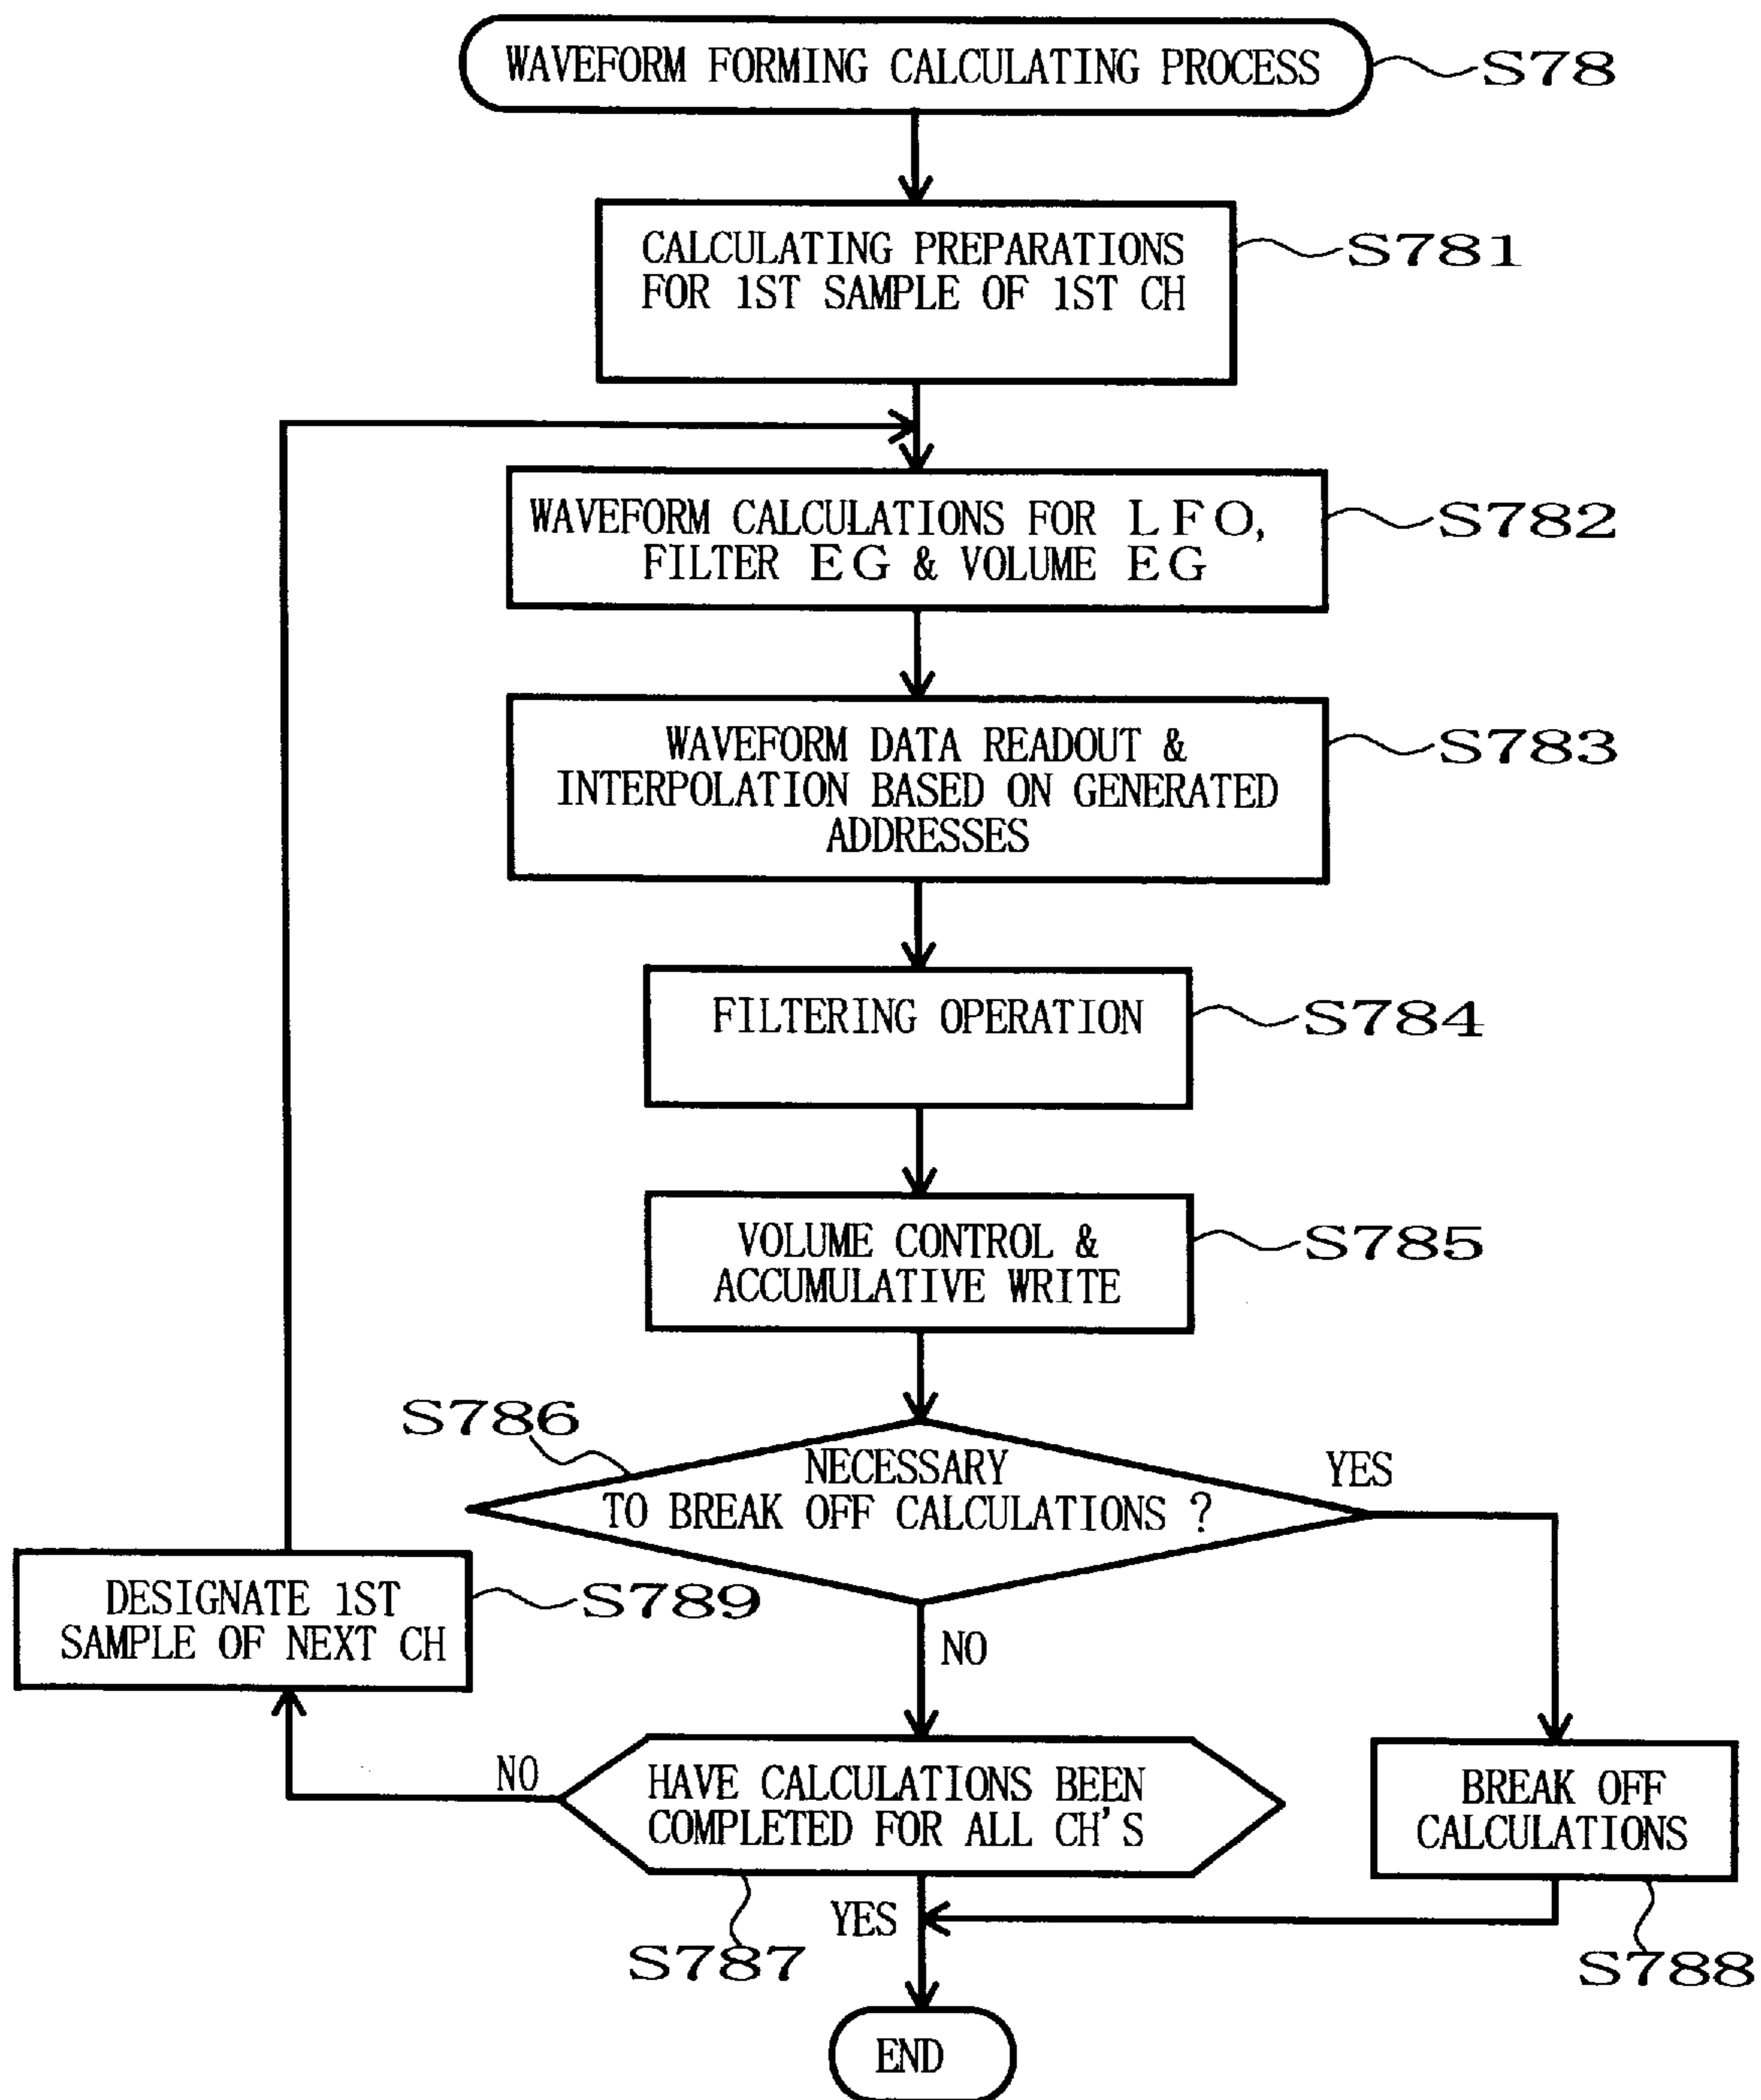 WAVEFORM FORMING CALCULATING PROCESS
S78
CALCULATING PREPARATIONS
FOR 1ST SAMPLE OF 1ST CH
S781
WAVEFORM CALCULATIONS FOR LFO,
FILTER EG & VOLUME EG
S782
WAVEFORM DATA READOUT &
INTERPOLATION BASED ON GENERATED
ADDRESSES
S783
FILTERING OPERATION
S784
VOLUME CONTROL &
ACCUMULATIVE WRITE
S785
S786
NECESSARY
TO BREAK OFF CALCULATIONS ?
YES
DESIGNATE 1ST
SAMPLE OF NEXT CH
S789
NO
NO
HAVE CALCULATIONS BEEN
COMPLETED FOR ALL CH'S
BREAK OFF
CALCULATIONS
YES
S787
S788
END